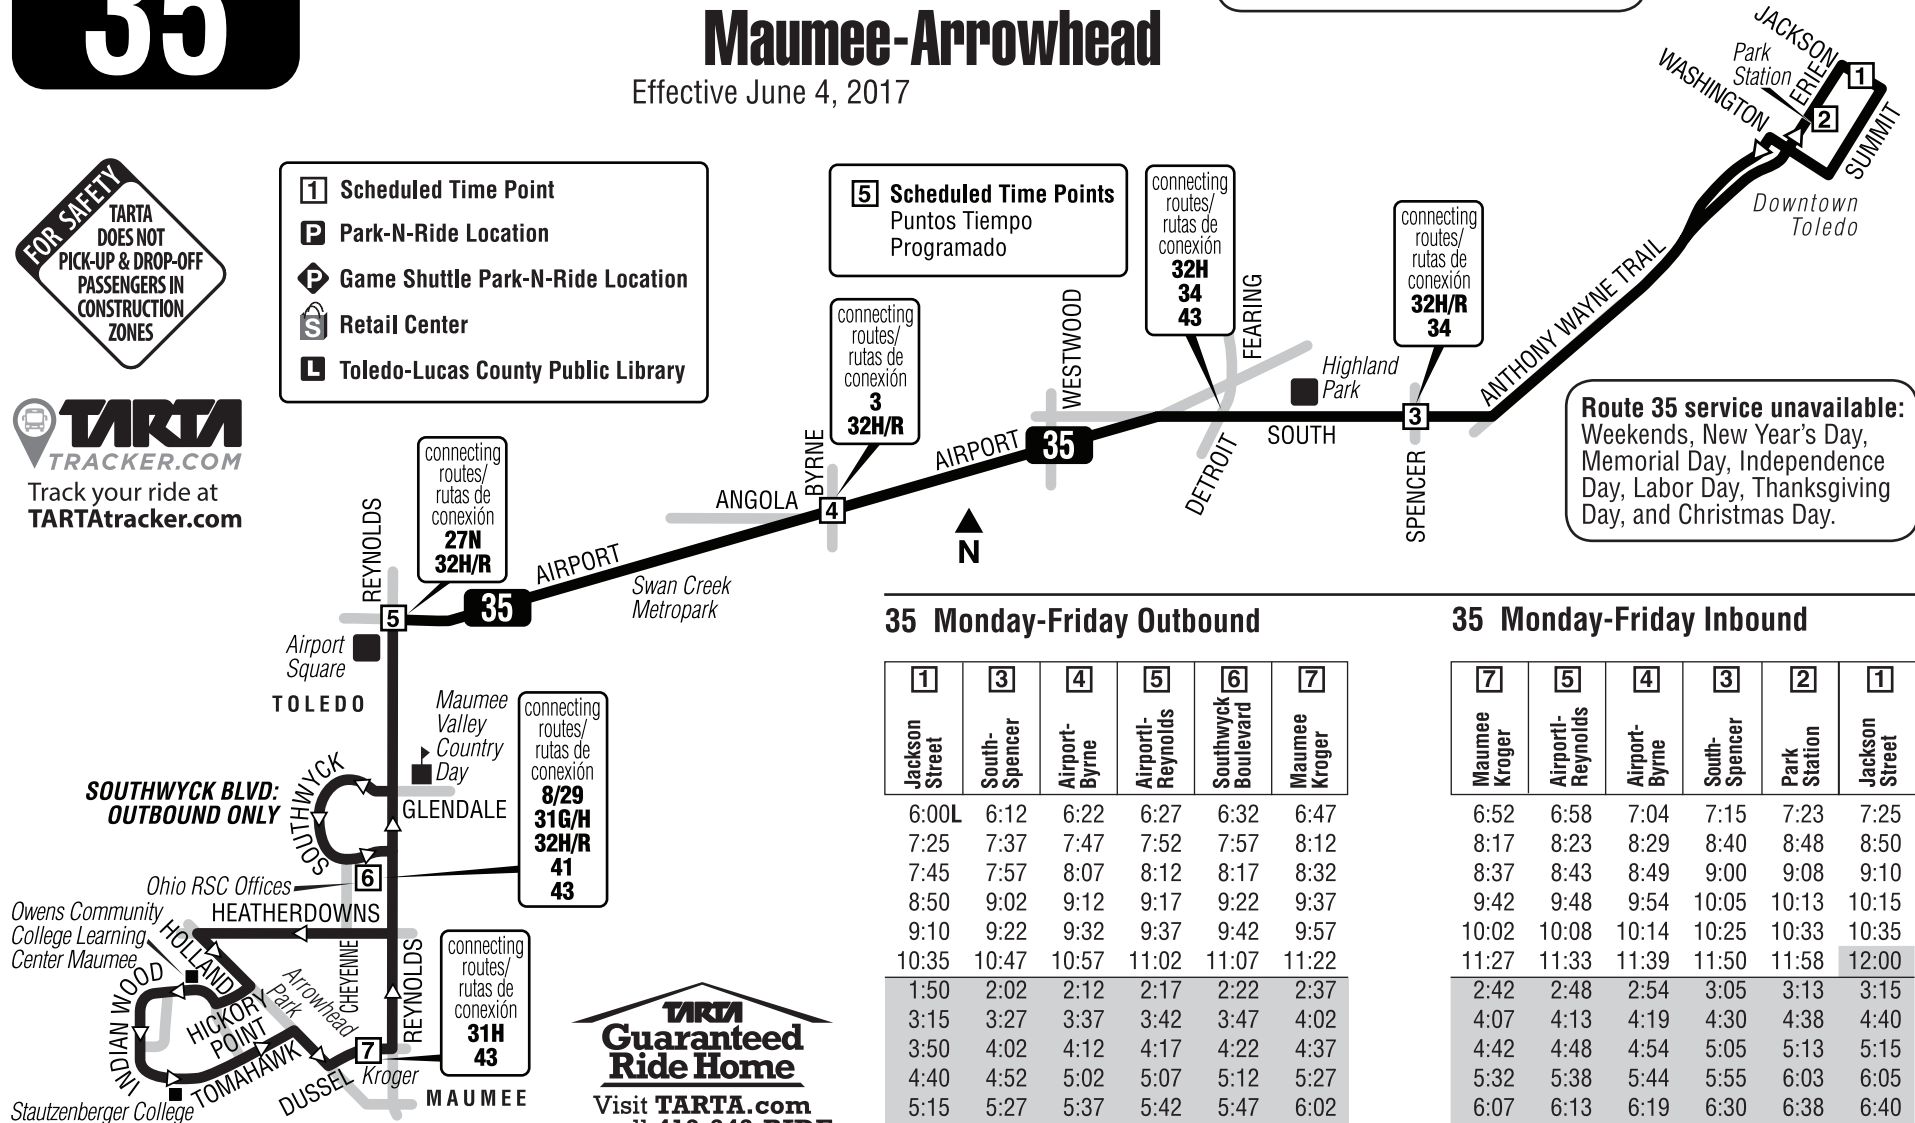 35
Maumee-Arrowhead
Effective June 4, 2017
FOR SAFETY
TARTA
DOES NOT
PICK-UP & DROP-OFF
PASSENGERS IN
CONSTRUCTION
ZONES
TARTA
TRACKER.COM
Track your ride at
TARTAtracker.com
1 Scheduled Time Point
P Park-N-Ride Location
P Game Shuttle Park-N-Ride Location
S Retail Center
L Toledo-Lucas County Public Library
5 Scheduled Time Points
Puntos Tiempo
Programado
JACKSON
Park
Station
ERIE
1
WASHINGTON
2
SUMMIT
Downtown
Toledo
ANTHONY WAYNE TRAIL
connecting
routes/
rutas de
conexión
32H/R
34
3
SPENCER
Highland
Park
SOUTH
connecting
routes/
rutas de
conexión
32H
34
43
FEARING
DETROIT
WESTWOOD
35
AIRPORT
connecting
routes/
rutas de
conexión
3
32H/R
BYRNE
4
ANGOLA
N
AIRPORT
Swan Creek
Metropark
35
connecting
routes/
rutas de
conexión
27N
32H/R
REYNOLDS
5
Airport
Square
TOLEDO
Maumee
Valley
Country
Day
GLENDALE
SOUTHWYCK BLVD:
OUTBOUND ONLY
SOUTHWYCK
connecting
routes/
rutas de
conexión
8/29
31G/H
32H/R
41
43
6
Ohio RSC Offices
HEATHERDOWNS
Owens Community
College Learning
Center Maumee
HOLLAND
INDIAN WOOD
HICKORY
POINT
Arrowhead
Park
CHEYENNE
REYNOLDS
TOMAHAWK
DUSSEL
7
Kroger
MAUMEE
Stautzenberger College
connecting
routes/
rutas de
conexión
31H
43
TARTA
Guaranteed
Ride Home
Visit TARTA.com
Route 35 service unavailable:
Weekends, New Year's Day,
Memorial Day, Independence
Day, Labor Day, Thanksgiving
Day, and Christmas Day.
35 Monday-Friday Outbound
1 3 4 5 6 7
Jackson Street South-Spencer Airport-Byrne Airportl-Reynolds Southwyck Boulevard Maumee Kroger
6:00L 6:12 6:22 6:27 6:32 6:47
7:25 7:37 7:47 7:52 7:57 8:12
7:45 7:57 8:07 8:12 8:17 8:32
8:50 9:02 9:12 9:17 9:22 9:37
9:10 9:22 9:32 9:37 9:42 9:57
10:35 10:47 10:57 11:02 11:07 11:22
1:50 2:02 2:12 2:17 2:22 2:37
3:15 3:27 3:37 3:42 3:47 4:02
3:50 4:02 4:12 4:17 4:22 4:37
4:40 4:52 5:02 5:07 5:12 5:27
5:15 5:27 5:37 5:42 5:47 6:02
35 Monday-Friday Inbound
7 5 4 3 2 1
Maumee Kroger Airportl-Reynolds Airport-Byrne South-Spencer Park Station Jackson Street
6:52 6:58 7:04 7:15 7:23 7:25
8:17 8:23 8:29 8:40 8:48 8:50
8:37 8:43 8:49 9:00 9:08 9:10
9:42 9:48 9:54 10:05 10:13 10:15
10:02 10:08 10:14 10:25 10:33 10:35
11:27 11:33 11:39 11:50 11:58 12:00
2:42 2:48 2:54 3:05 3:13 3:15
4:07 4:13 4:19 4:30 4:38 4:40
4:42 4:48 4:54 5:05 5:13 5:15
5:32 5:38 5:44 5:55 6:03 6:05
6:07 6:13 6:19 6:30 6:38 6:40